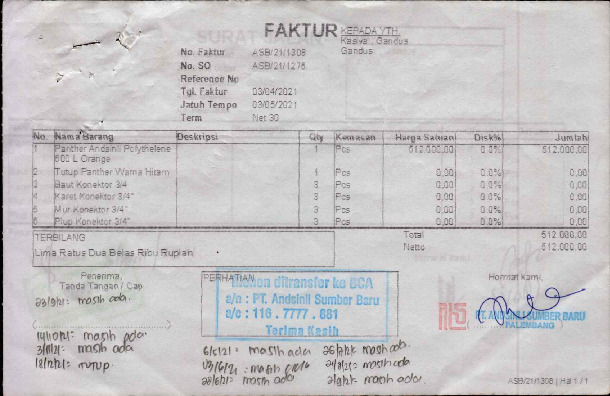 FAKTUR
KEPADA YTH.
Kasiva, Gandus
Gandus
No. Faktur ASB/21/1308
No. SO ASB/21/1276
Reference No
Tgl. Faktur 03/04/2021
Jatuh Tempo 03/05/2021
Term Net 30
No. Nama Barang Deskripsi Qty Kemasan Harga Satuan Disk% Jumlah
1 Panther Andsinli Polythelene 1 Pcs 512.000,00 0.0% 512.000,00
600 L Orange
2 Tutup Panther Warna Hitam 1 Pcs 0,00 0.0% 0,00
3 Baut Konektor 3/4 3 Pcs 0,00 0.0% 0,00
4 Karet Konektor 3/4" 3 Pcs 0,00 0.0% 0,00
5 Mur Konektor 3/4" 3 Pcs 0,00 0.0% 0,00
6 Plup Konektor 3/4" 3 Pcs 0,00 0.0% 0,00
TERBILANG
Lima Ratus Dua Belas Ribu Rupiah
Total 512.000,00
Netto 512.000,00
Penerima,
Tanda Tangan / Cap
PERHATIAN
Mohon ditransfer ke BCA
a/n : PT. Andsinli Sumber Baru
a/c : 116 . 7777 . 881
Terima Kasih
Hormat kami,
PT. ANDSINLI SUMBER BARU
PALEMBANG
masih ada.
masih ada
masih ada
TUTUP
6/5/21: masih ada
masih ada
masih ada
masih ada
masih ada
ASB/21/1308 | Hal 1 / 1